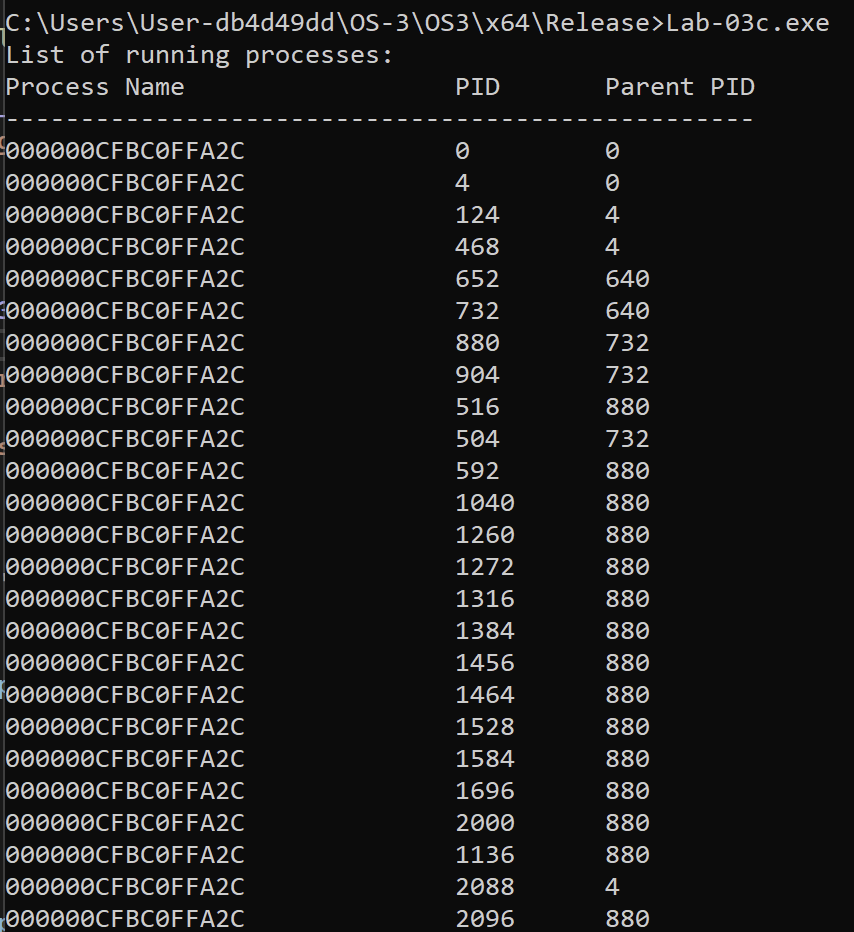 C:\Users\User-db4d49dd\OS-3\OS3\x64\Release>Lab-03c.exe
List of running processes:
Process Name                  PID       Parent PID
--------------------------------------------------
000000CFBC0FFA2C              0         0
000000CFBC0FFA2C              4         0
000000CFBC0FFA2C              124       4
000000CFBC0FFA2C              468       4
000000CFBC0FFA2C              652       640
000000CFBC0FFA2C              732       640
000000CFBC0FFA2C              880       732
000000CFBC0FFA2C              904       732
000000CFBC0FFA2C              516       880
000000CFBC0FFA2C              504       732
000000CFBC0FFA2C              592       880
000000CFBC0FFA2C              1040      880
000000CFBC0FFA2C              1260      880
000000CFBC0FFA2C              1272      880
000000CFBC0FFA2C              1316      880
000000CFBC0FFA2C              1384      880
000000CFBC0FFA2C              1456      880
000000CFBC0FFA2C              1464      880
000000CFBC0FFA2C              1528      880
000000CFBC0FFA2C              1584      880
000000CFBC0FFA2C              1696      880
000000CFBC0FFA2C              2000      880
000000CFBC0FFA2C              1136      880
000000CFBC0FFA2C              2088      4
000000CFBC0FFA2C              2096      880